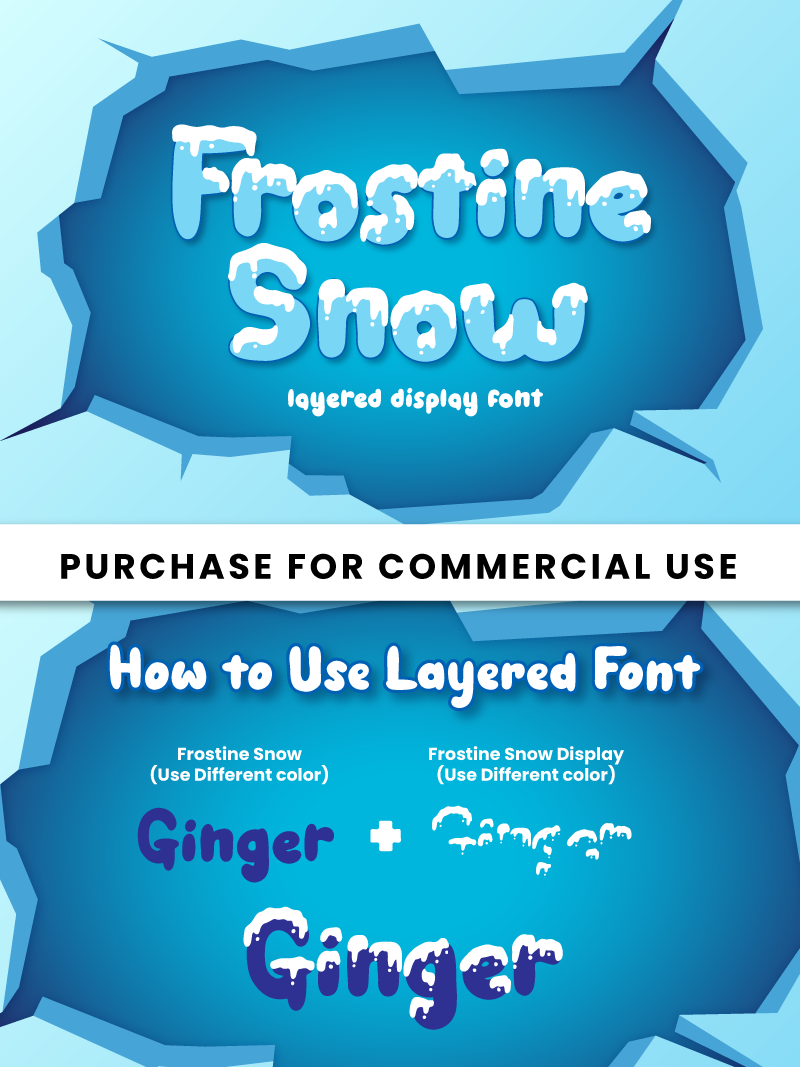 Frostine
Snow
layered display font
PURCHASE FOR COMMERCIAL USE
How to Use Layered Font
Frostine Snow
(Use Different color)
Frostine Snow Display
(Use Different color)
Ginger
+
Ginger
Ginger